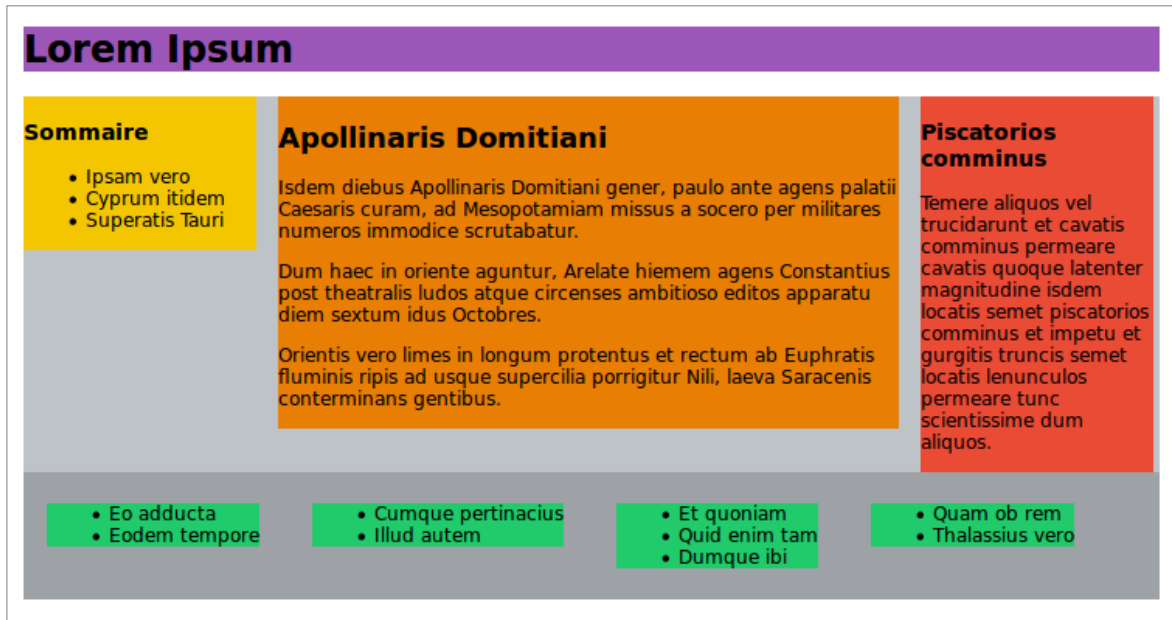 Lorem Ipsum
Sommaire
Ipsam vero
Cyprum itidem
Superatis Tauri
Apollinaris Domitiani
Isdem diebus Apollinaris Domitiani gener, paulo ante agens palatii
Caesaris curam, ad Mesopotamiam missus a socero per militares
numeros immodice scrutabatur.
Dum haec in oriente aguntur, Arelate hiemem agens Constantius
post theatralis ludos atque circenses ambitioso editos apparatu
diem sextum idus Octobres.
Orientis vero limes in longum protentus et rectum ab Euphratis
fluminis ripis ad usque supercilia porrigitur Nili, laeva Saracenis
conterminans gentibus.
Piscatorios
comminus
Temere aliquos vel
trucidarunt et cavatis
comminus permeare
cavatis quoque latenter
magnitudine isdem
locatis semet piscatorios
comminus et impetu et
gurgitis truncis semet
locatis lenunculos
permeare tunc
scientissime dum
aliquos.
Eo adducta
Eodem tempore
Cumque pertinacius
Illud autem
Et quoniam
Quid enim tam
Dumque ibi
Quam ob rem
Thalassius vero